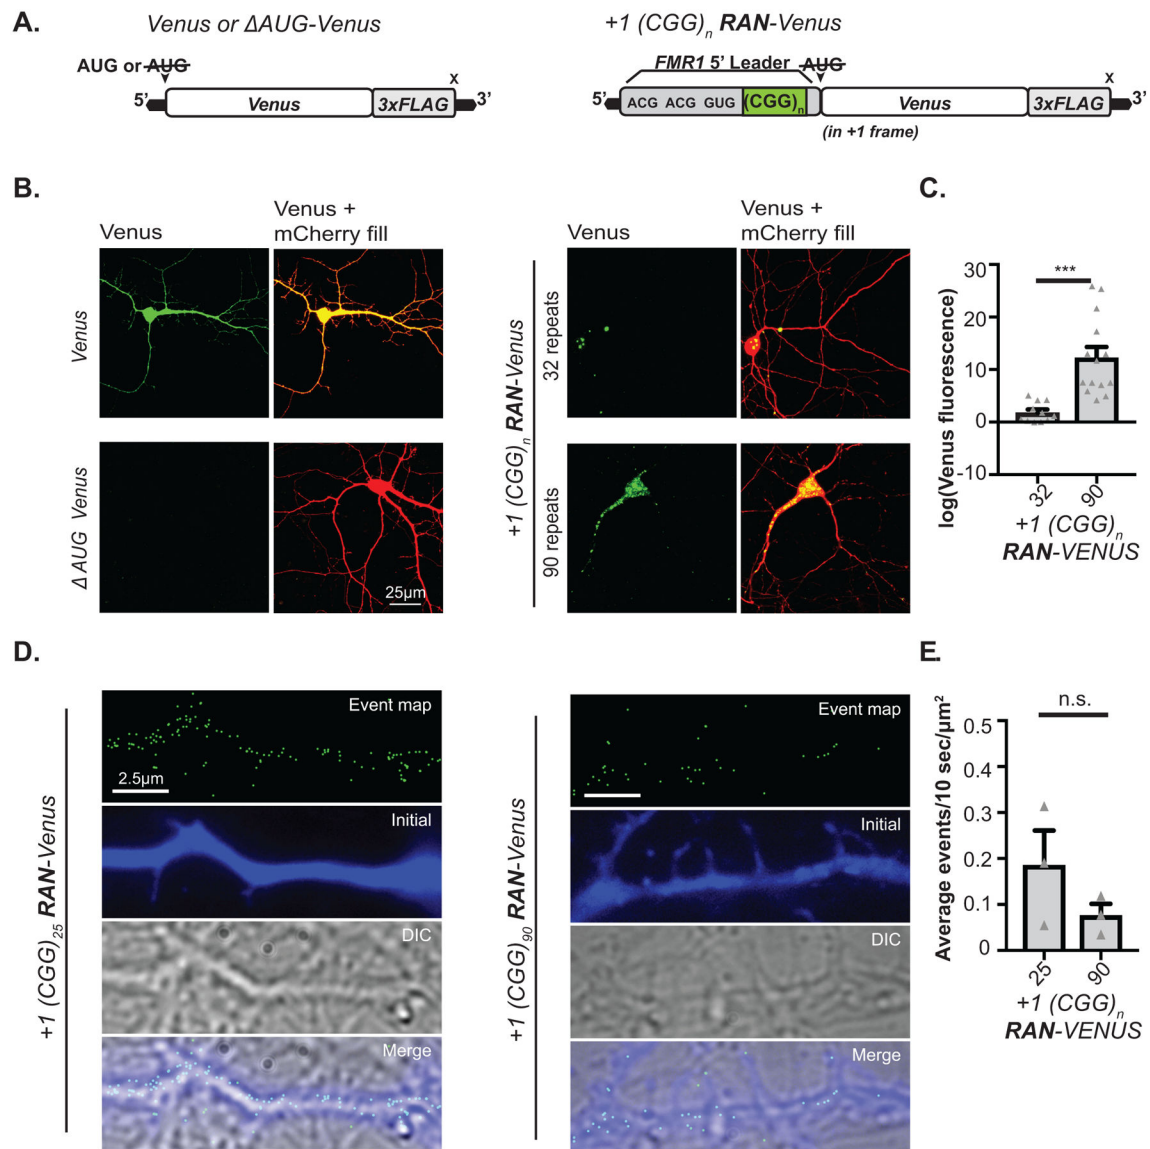 A.
Venus or ΔAUG-Venus
AUG or AUG
5'
Venus
3xFLAG
x
3'
+1 (CGG)n RAN-Venus
FMR1 5' Leader
AUG
5'
ACG ACG GUG
(CGG)n
Venus
3xFLAG
x
3'
(in +1 frame)
B.
Venus
Venus +
mCherry fill
Venus
Δ AUG Venus
25µm
+1 (CGG)n RAN-Venus
Venus
Venus +
mCherry fill
32 repeats
90 repeats
C.
log(Venus fluorescence)
30
20
10
0
-10
***
32
90
+1 (CGG)n
RAN-VENUS
D.
+1 (CGG)25 RAN-Venus
Event map
2.5µm
Initial
DIC
Merge
+1 (CGG)90 RAN-Venus
Event map
Initial
DIC
Merge
E.
Average events/10 sec/µm²
0.5
0.4
0.3
0.2
0.1
0
n.s.
25
90
+1 (CGG)n
RAN-VENUS